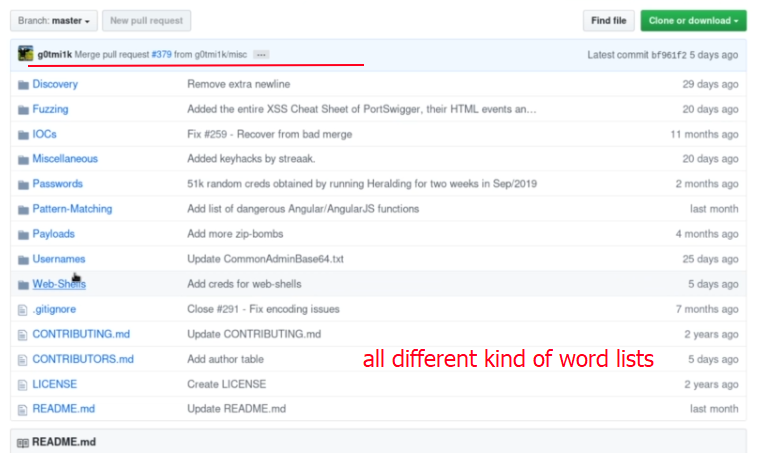 Branch: master New pull request Find file Clone or download
g0tmi1k Merge pull request #379 from g0tmi1k/misc ... Latest commit bf961f2 5 days ago
Discovery Remove extra newline 29 days ago
Fuzzing Added the entire XSS Cheat Sheet of PortSwigger, their HTML events an... 20 days ago
IOCs Fix #259 - Recover from bad merge 11 months ago
Miscellaneous Added keyhacks by streaak. 20 days ago
Passwords 51k random creds obtained by running Heralding for two weeks in Sep/2019 2 months ago
Pattern-Matching Add list of dangerous Angular/AngularJS functions last month
Payloads Add more zip-bombs 4 months ago
Usernames Update CommonAdminBase64.txt 25 days ago
Web-Shells Add creds for web-shells 5 days ago
.gitignore Close #291 - Fix encoding issues 7 months ago
CONTRIBUTING.md Update CONTRIBUTING.md 2 years ago
CONTRIBUTORS.md Add author table all different kind of word lists 5 days ago
LICENSE Create LICENSE 2 years ago
README.md Update README.md last month
README.md